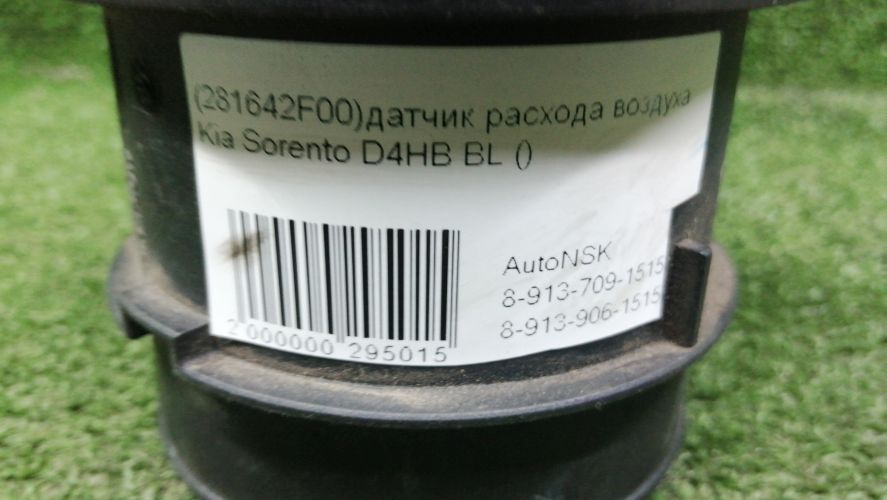 (281642F00)датчик расхода воздуха
Kia Sorento D4HB BL ()
AutoNSK
8-913-709-1515
8-913-906-1515
2 000000 295015